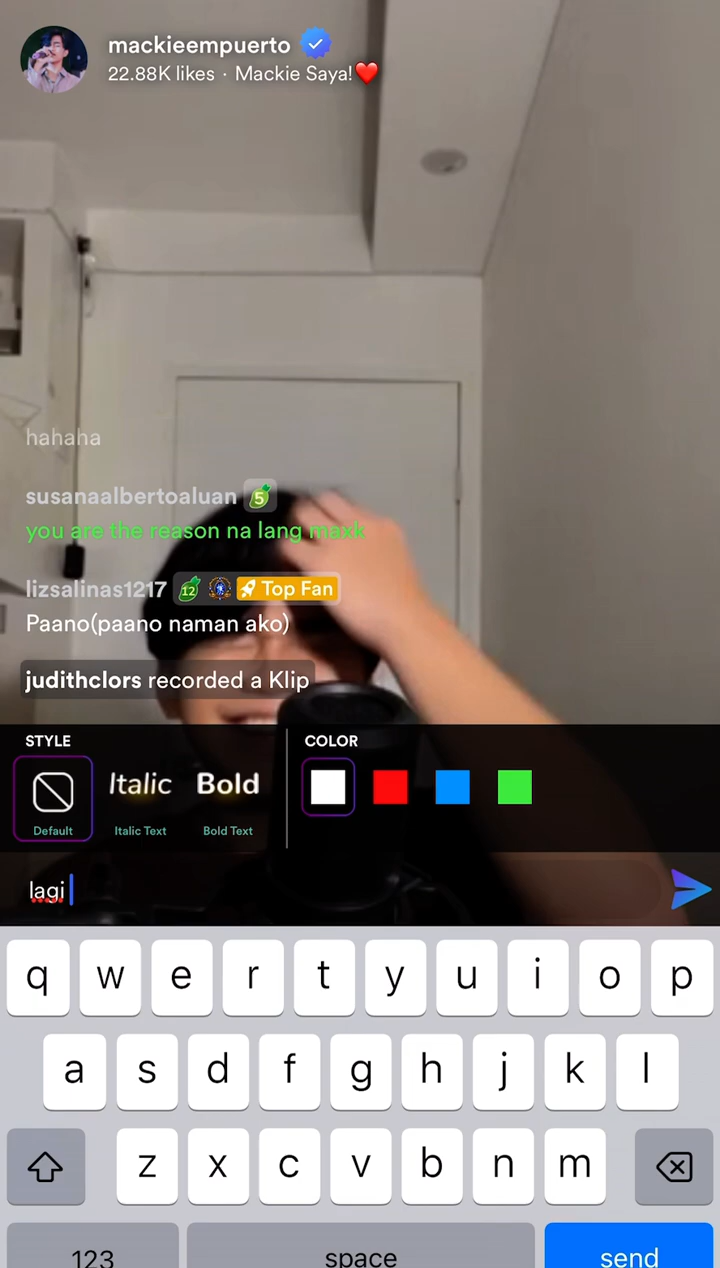 mackieempuerto
22.88K likes · Mackie Saya!❤️
hahaha
susanaalbertoaluan 5
you are the reason na lang maxk
lizsalinas1217 12 Top Fan
Paano(paano naman ako)
judithclors recorded a Klip
STYLE COLOR
Italic Bold
Default Italic Text Bold Text
lagi
q w e r t y u i o p
a s d f g h j k l
z x c v b n m
123 space send